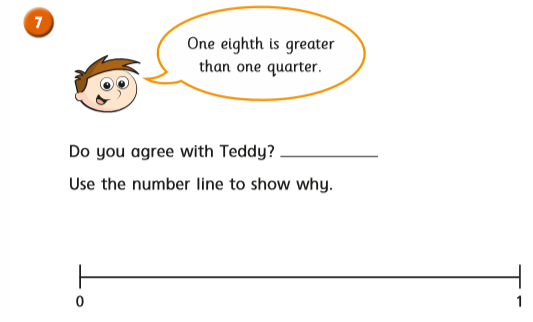 7
One eighth is greater
than one quarter.
Do you agree with Teddy? __________
Use the number line to show why.
0 1